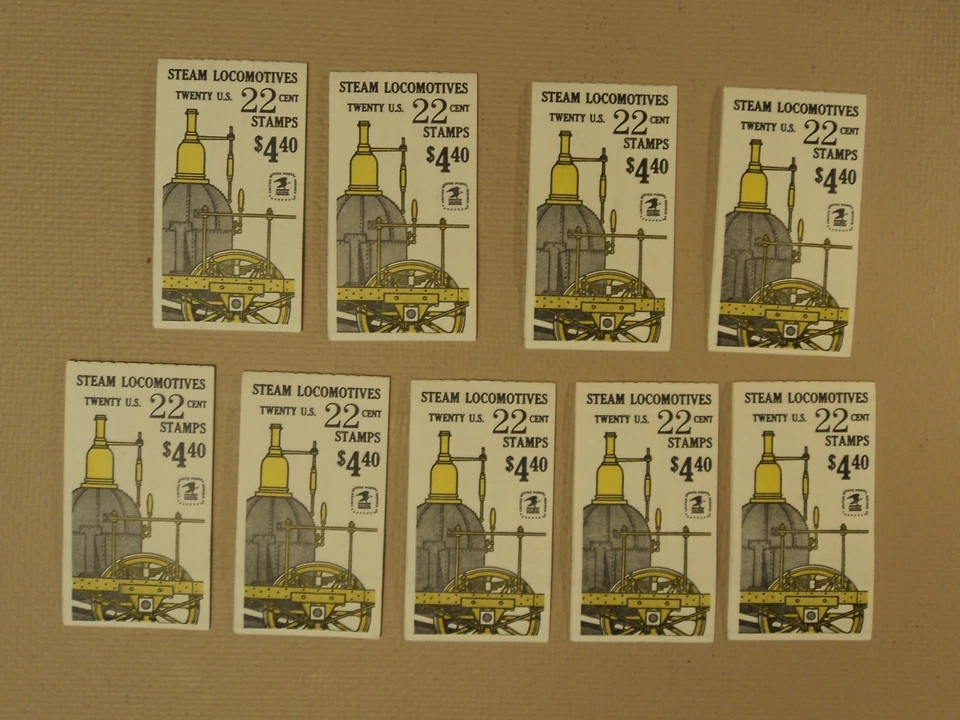 STEAM LOCOMOTIVES
TWENTY U.S. 22 CENT
STAMPS
$4.40
STEAM LOCOMOTIVES
TWENTY U.S. 22 CENT
STAMPS
$4.40
STEAM LOCOMOTIVES
TWENTY U.S. 22 CENT
STAMPS
$4.40
STEAM LOCOMOTIVES
TWENTY U.S. 22 CENT
STAMPS
$4.40
STEAM LOCOMOTIVES
TWENTY U.S. 22 CENT
STAMPS
$4.40
STEAM LOCOMOTIVES
TWENTY U.S. 22 CENT
STAMPS
$4.40
STEAM LOCOMOTIVES
TWENTY U.S. 22 CENT
STAMPS
$4.40
STEAM LOCOMOTIVES
TWENTY U.S. 22 CENT
STAMPS
$4.40
STEAM LOCOMOTIVES
TWENTY U.S. 22 CENT
STAMPS
$4.40